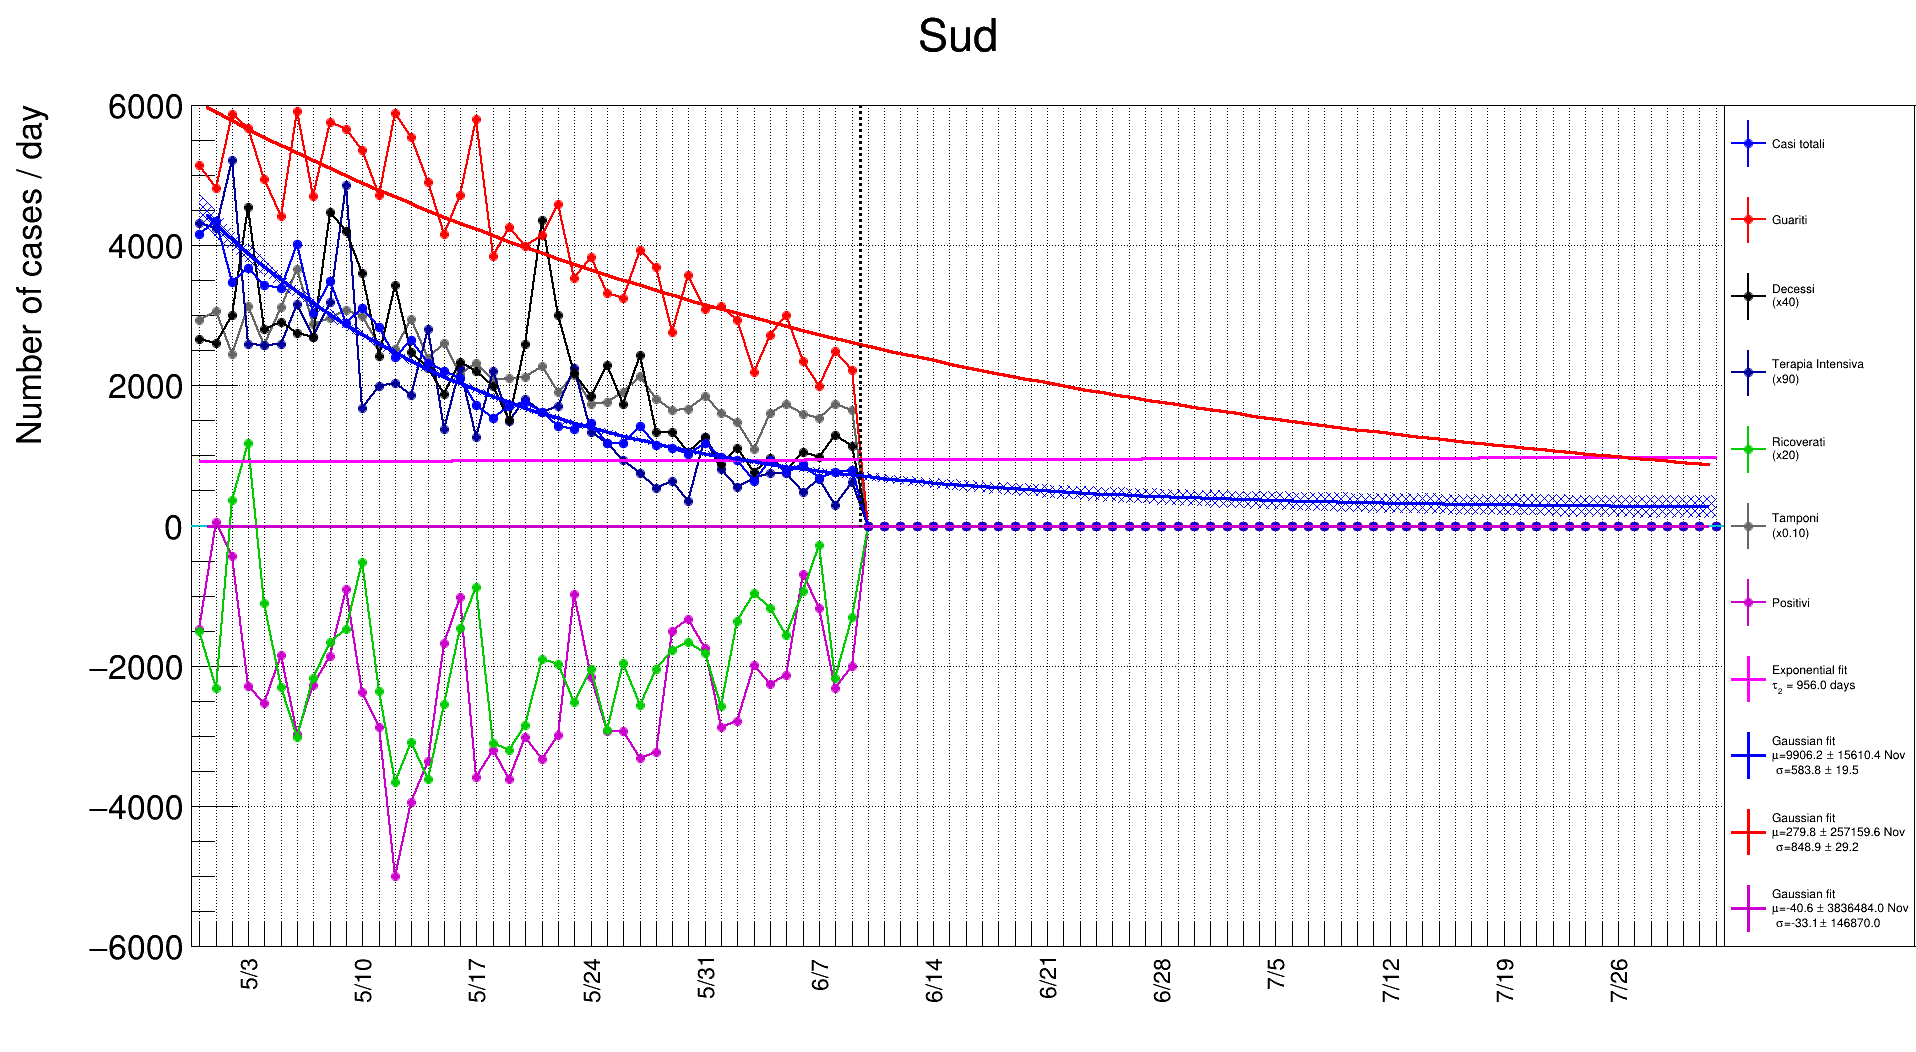 Sud
Number of cases / day
6000
4000
2000
0
−2000
−4000
−6000
5/3
5/10
5/17
5/24
5/31
6/7
6/14
6/21
6/28
7/5
7/12
7/19
7/26
Casi totali
Guariti
Decessi
(x40)
Terapia Intensiva
(x90)
Ricoverati
(x20)
Tamponi
(x0.10)
Positivi
Exponential fit
τ2 = 956.0 days
Gaussian fit
μ=9906.2 ± 15610.4 Nov
σ=583.8 ± 19.5
Gaussian fit
μ=279.8 ± 257159.6 Nov
σ=848.9 ± 29.2
Gaussian fit
μ=-40.6 ± 3836484.0 Nov
σ=-33.1 ± 146870.0